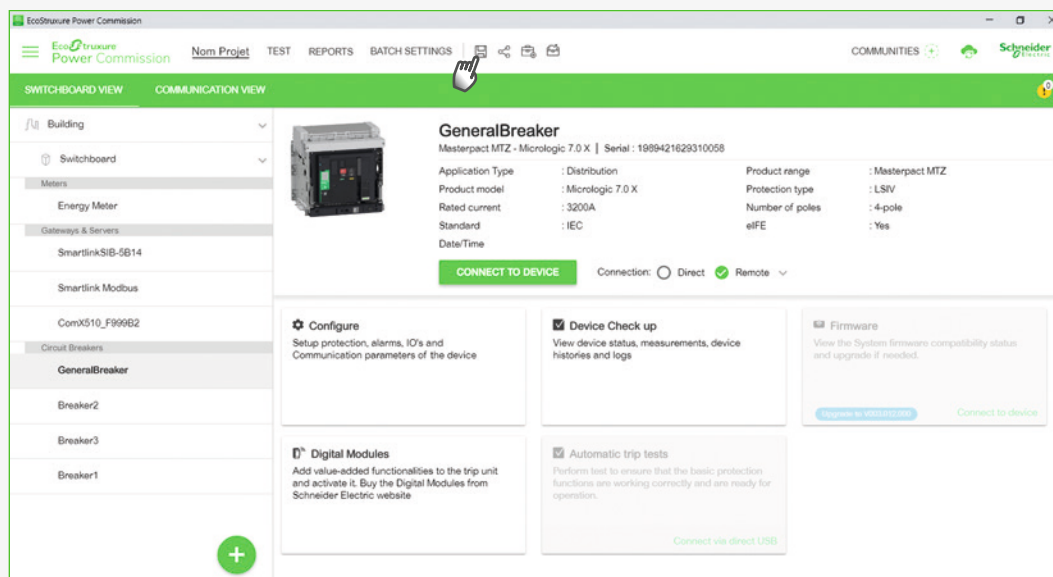 EcoStruxure Power Commission
EcoStruxure
Power Commission
Nom Projet
TEST
REPORTS
BATCH SETTINGS
COMMUNITIES
Schneider
Electric
SWITCHBOARD VIEW
COMMUNICATION VIEW
0
Building
Switchboard
Meters
Energy Meter
Gateways & Servers
SmartlinkSIB-5B14
Smartlink Modbus
ComX510_F999B2
Circuit Breakers
GeneralBreaker
Breaker2
Breaker3
Breaker1
GeneralBreaker
Masterpact MTZ - Micrologic 7.0 X | Serial : 1989421629310058
Application Type : Distribution
Product range : Masterpact MTZ
Product model : Micrologic 7.0 X
Protection type : LSIV
Rated current : 3200A
Number of poles : 4-pole
Standard : IEC
eIFE : Yes
Date/Time
CONNECT TO DEVICE
Connection: Direct Remote
Configure
Setup protection, alarms, IO's and
Communication parameters of the device
Device Check up
View device status, measurements, device
histories and logs
Firmware
View the System firmware compatibility status
and upgrade if needed.
Upgrade to V003.012.000
Connect to device
Digital Modules
Add value-added functionalities to the trip unit
and activate it. Buy the Digital Modules from
Schneider Electric website
Automatic trip tests
Perform test to ensure that the basic protection
functions are working correctly and are ready for
operation.
Connect via direct USB